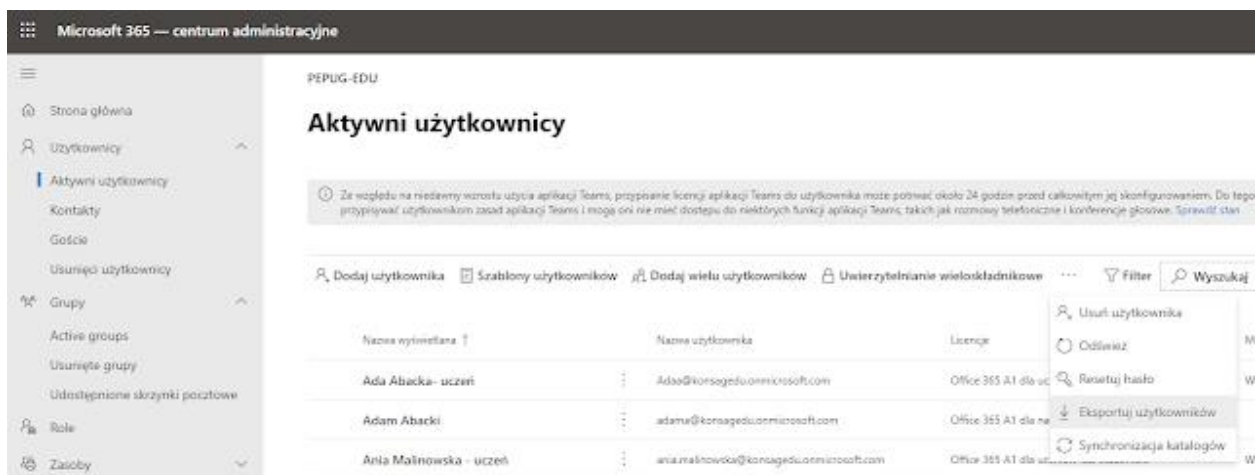 Microsoft 365 — centrum administracyjne
PEPUG-EDU
Strona główna
Aktywni użytkownicy
Użytkownicy
Aktywni użytkownicy
Kontakty
Goście
Usunięci użytkownicy
Grupy
Active groups
Usunięte grupy
Udostępnione skrzynki pocztowe
Role
Zasoby
Ze względu na niedawny wzrostu użycia aplikacji Teams, przypisanie licencji aplikacji Teams do użytkownika może potrwać około 24 godzin przed całkowitym jej skonfigurowaniem. Do tego
przypisywać użytkownikom zasad aplikacji Teams i mogą oni nie mieć dostępu do niektórych funkcji aplikacji Teams, takich jak rozmowy telefoniczne i konferencje głosowe. Sprawdź stan
Dodaj użytkownika Szablony użytkowników Dodaj wielu użytkowników Uwierzytelnianie wieloskładnikowe ... Filter Wyszukaj
Nazwa wyświetlana ↑ Nazwa użytkownika Licencje
Ada Abacka- uczeń Adaa@konsagedu.onmicrosoft.com Office 365 A1 dla uc
Adam Abacki adama@konsagedu.onmicrosoft.com Office 365 A1 dla na
Ania Malinowska - uczeń ania.malinowska@konsagedu.onmicrosoft.com Office 365 A1 dla
Usuń użytkownika
Odśwież
Resetuj hasło
Eksportuj użytkowników
Synchronizacja katalogów